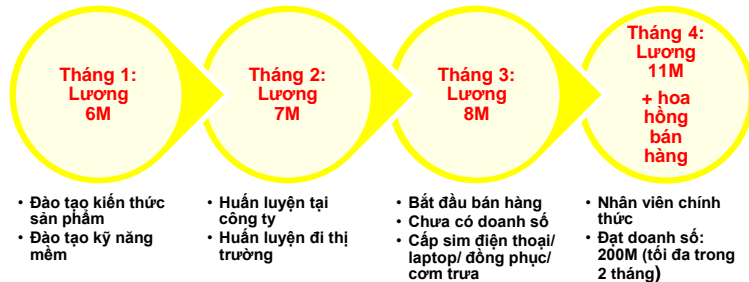 Tháng 1:
Lương
6M
Tháng 2:
Lương
7M
Tháng 3:
Lương
8M
Tháng 4:
Lương
11M
+ hoa
hồng
bán
hàng
• Đào tạo kiến thức
sản phẩm
• Đào tạo kỹ năng
mềm
• Huấn luyện tại
công ty
• Huấn luyện đi thị
trường
• Bắt đầu bán hàng
• Chưa có doanh số
• Cấp sim điện thoại/
laptop/ đồng phục/
cơm trưa
• Nhân viên chính
thức
• Đạt doanh số:
200M (tối đa trong
2 tháng)